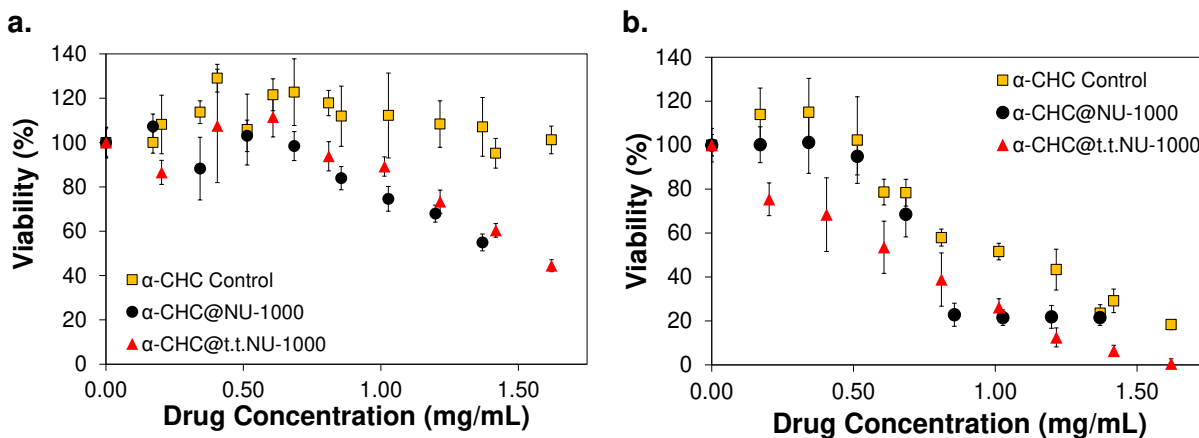 a.
140
120
100
80
60
40
20
0
Viability (%)
α-CHC Control
α-CHC@NU-1000
α-CHC@t.t.NU-1000
0.00
0.50
1.00
1.50
Drug Concentration (mg/mL)
b.
140
120
100
80
60
40
20
0
Viability (%)
α-CHC Control
α-CHC@NU-1000
α-CHC@t.t.NU-1000
0.00
0.50
1.00
1.50
Drug Concentration (mg/mL)